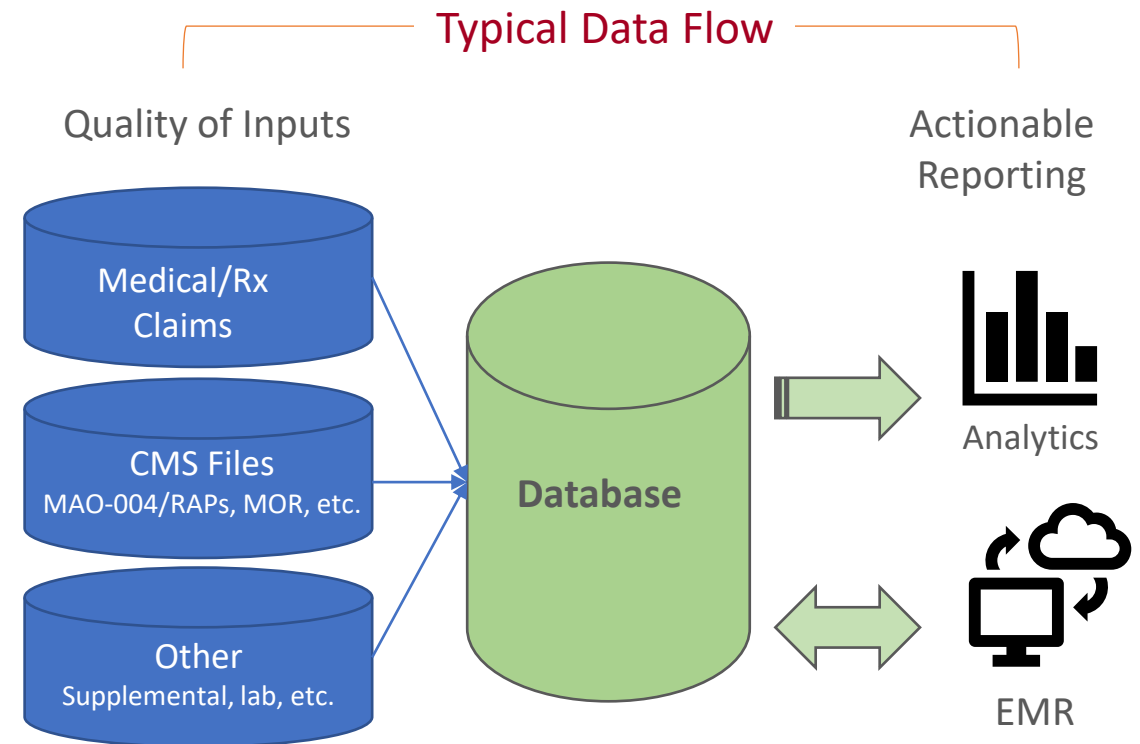 Typical Data Flow
Quality of Inputs
Actionable
Reporting
Medical/Rx
Claims
CMS Files
MAO-004/RAPs, MOR, etc.
Other
Supplemental, lab, etc.
Database
Analytics
EMR